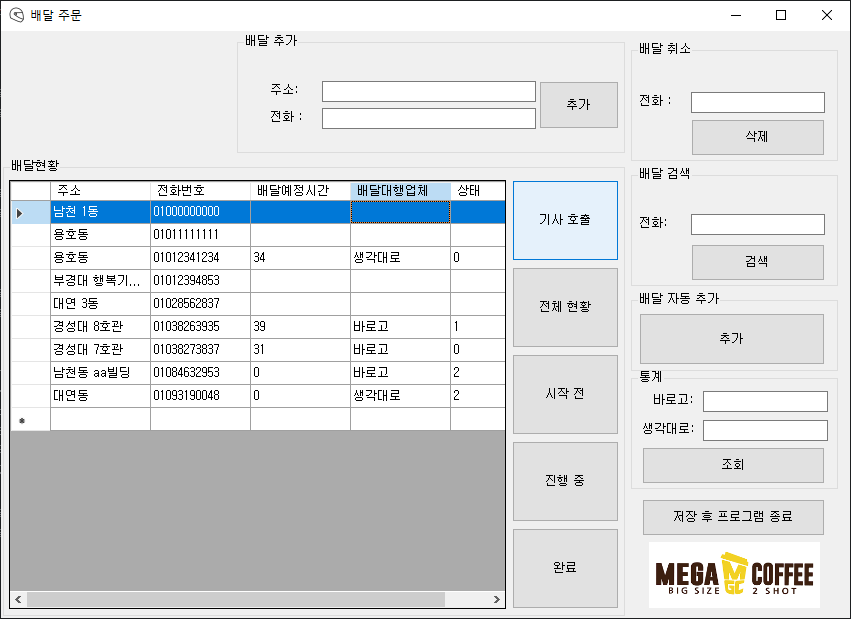 배달 주문
배달 추가
주소:
전화 :
추가
배달 취소
전화 :
삭제
배달현황
주소 전화번호 배달예정시간 배달대행업체 상태
남천 1동 01000000000
용호동 01011111111
용호동 01012341234 34 생각대로 0
부경대 행복기... 01012394853
대연 3동 01028562837
경성대 8호관 01038263935 39 바로고 1
경성대 7호관 01038273837 31 바로고 0
남천동 aa빌딩 01084632953 0 바로고 2
대연동 01093190048 0 생각대로 2
기사 호출
전체 현황
시작 전
진행 중
완료
배달 검색
전화:
검색
배달 자동 추가
추가
통계
바로고:
생각대로:
조회
저장 후 프로그램 종료
MEGA MGC COFFEE
BIG SIZE 2 SHOT